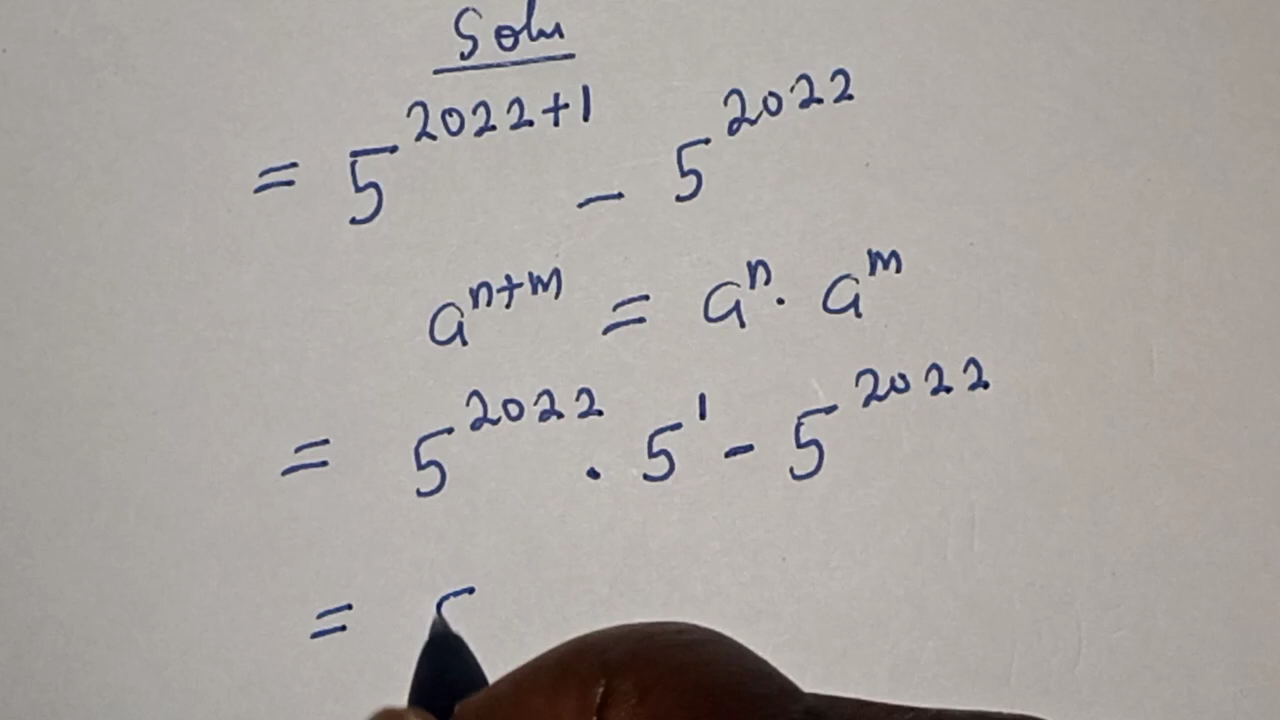 Soln
= 5^2022+1 - 5^2022
a^n+m = a^n . a^m
= 5^2022 . 5^1 - 5^2022
=